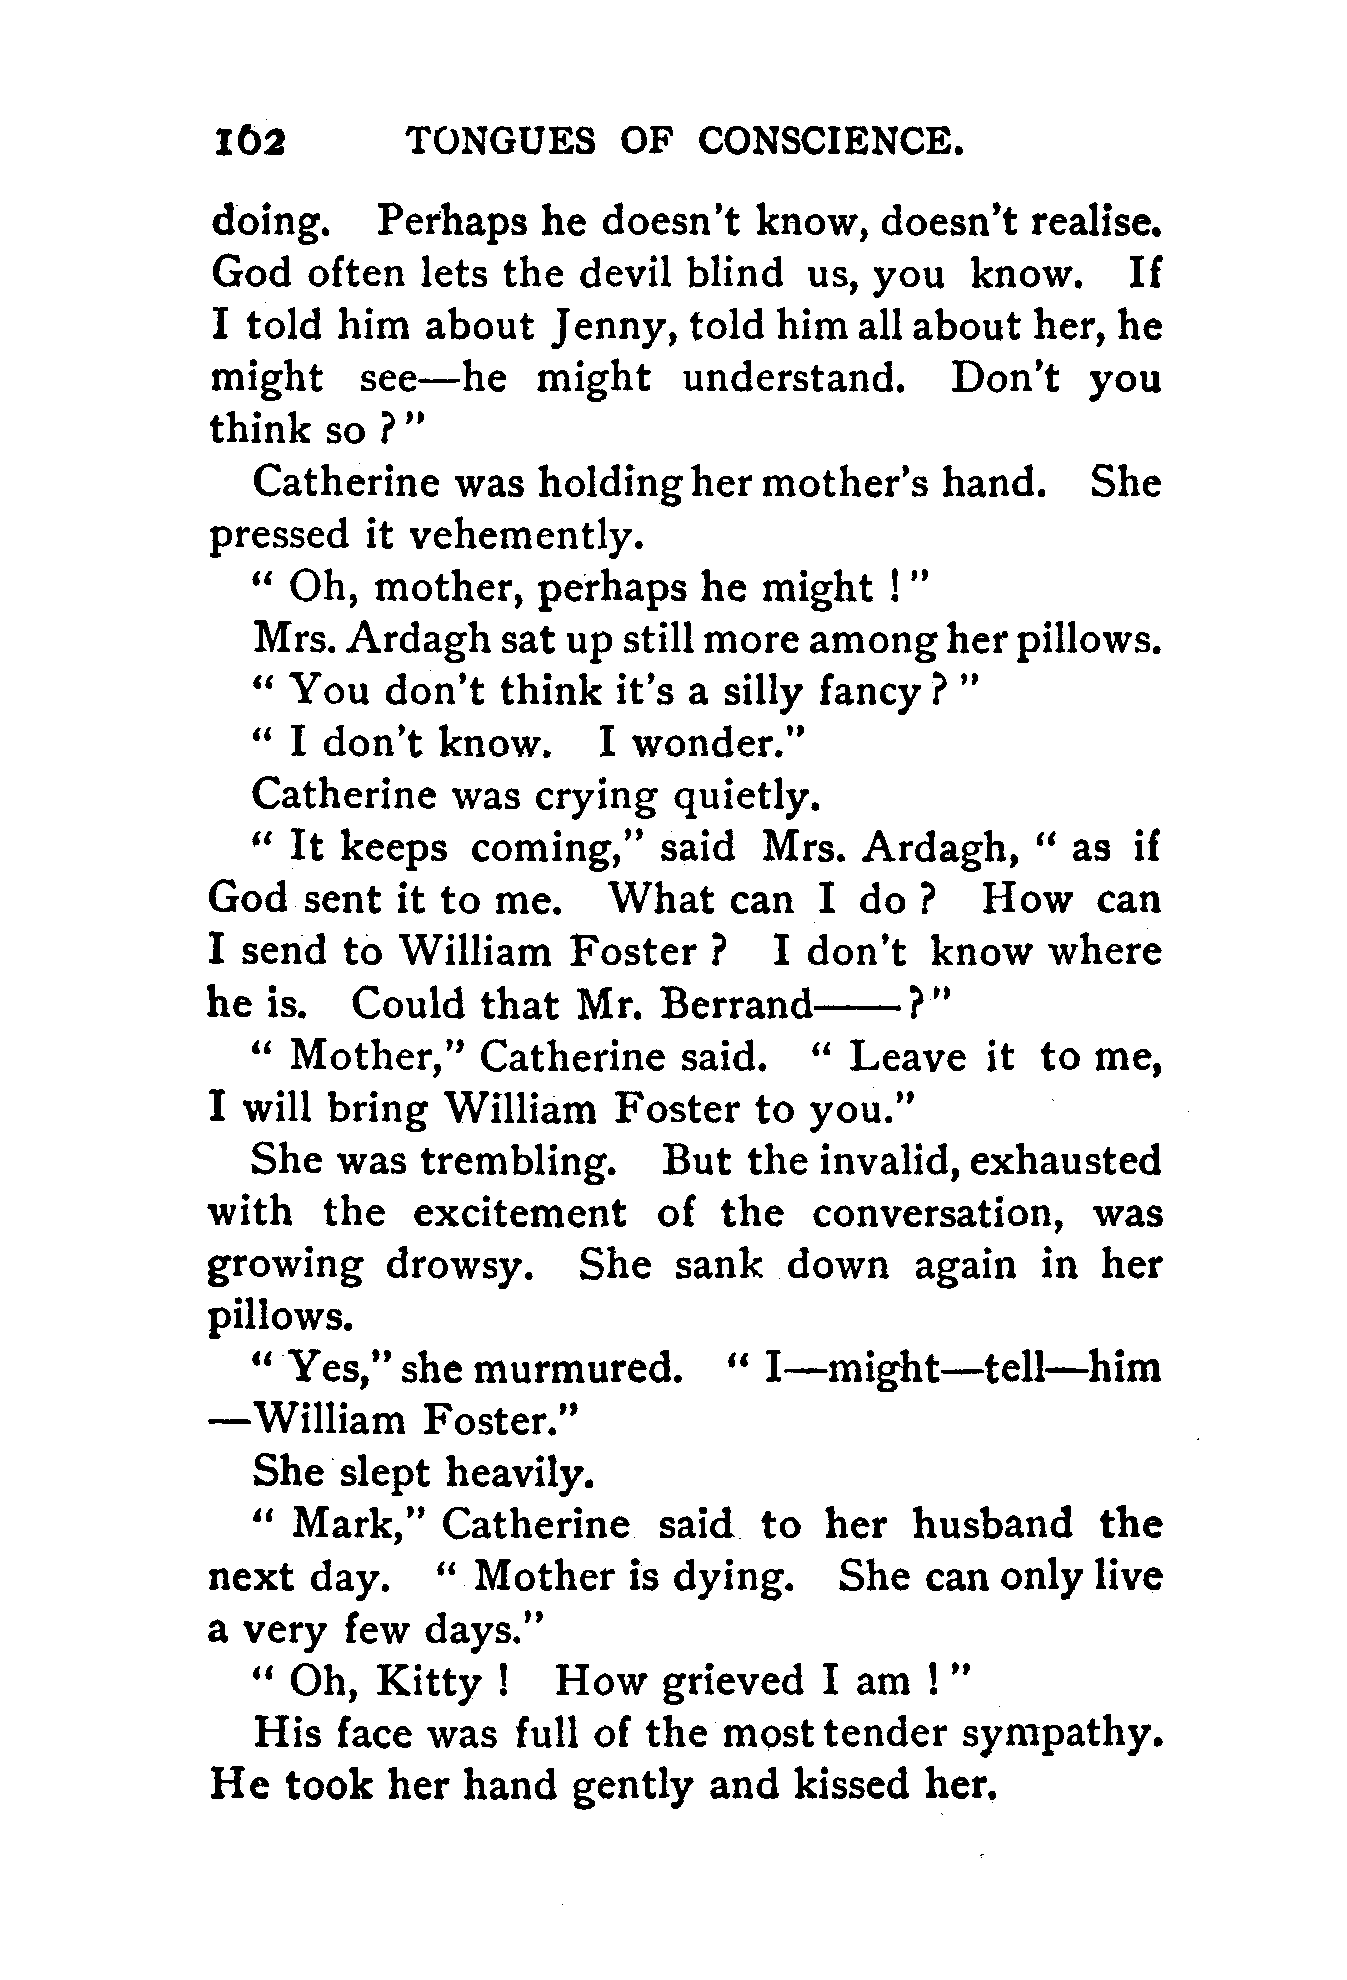 162 TONGUES OF CONSCIENCE.
doing. Perhaps he doesn't know, doesn't realise.
God often lets the devil blind us, you know. If
I told him about Jenny, told him all about her, he
might see—he might understand. Don't you
think so ? "
Catherine was holding her mother's hand. She
pressed it vehemently.
" Oh, mother, perhaps he might ! "
Mrs. Ardagh sat up still more among her pillows.
" You don't think it's a silly fancy ? "
" I don't know. I wonder."
Catherine was crying quietly.
" It keeps coming," said Mrs. Ardagh, " as if
God sent it to me. What can I do ? How can
I send to William Foster ? I don't know where
he is. Could that Mr. Berrand—— ? "
" Mother," Catherine said. " Leave it to me,
I will bring William Foster to you."
She was trembling. But the invalid, exhausted
with the excitement of the conversation, was
growing drowsy. She sank down again in her
pillows.
" Yes," she murmured. " I—might—tell—him
—William Foster."
She slept heavily.
" Mark," Catherine said to her husband the
next day. " Mother is dying. She can only live
a very few days."
" Oh, Kitty ! How grieved I am ! "
His face was full of the most tender sympathy.
He took her hand gently and kissed her.